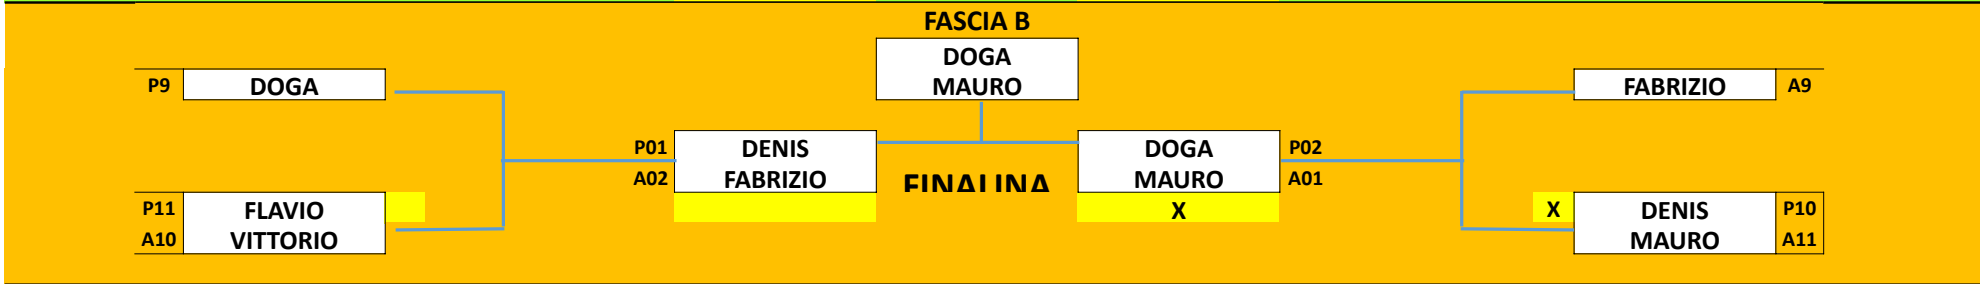 FASCIA B
DOGA
MAURO
P9 DOGA
FABRIZIO A9
P01 DENIS
A02 FABRIZIO
FINALINA
DOGA P02
MAURO A01
X
P11 FLAVIO
A10 VITTORIO
X DENIS P10
MAURO A11